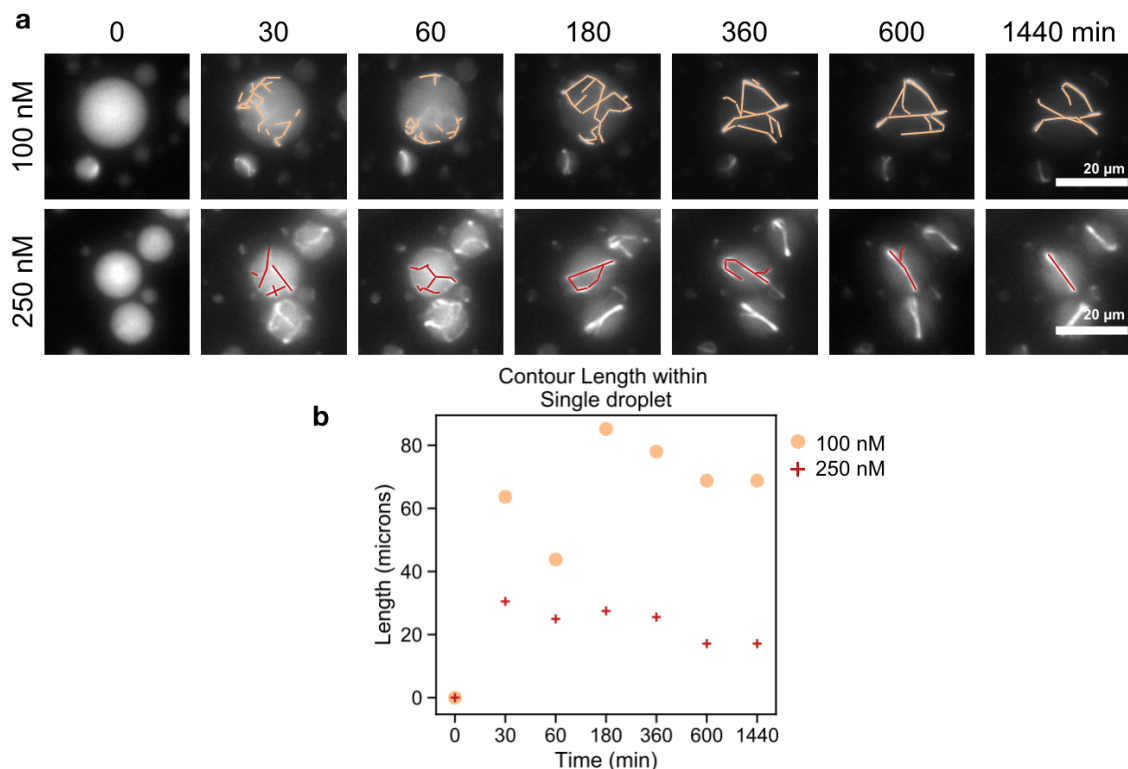 a
0 30 60 180 360 600 1440 min
100 nM
20 µm
250 nM
20 µm
b
Contour Length within
Single droplet
100 nM
250 nM
Length (microns)
80
60
40
20
0
0 30 60 180 360 600 1440
Time (min)